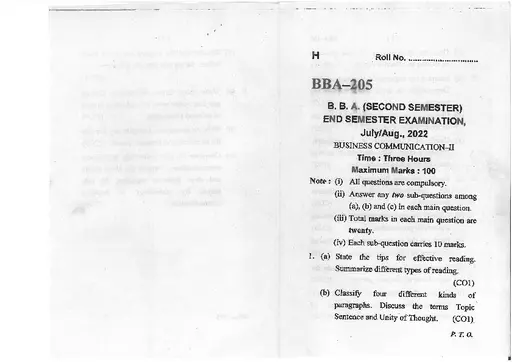 H Roll No. ..............................
BBA–205
B. B. A. (SECOND SEMESTER)
END SEMESTER EXAMINATION,
July/Aug., 2022
BUSINESS COMMUNICATION–II
Time : Three Hours
Maximum Marks : 100
Note : (i) All questions are compulsory.
(ii) Answer any two sub-questions among
(a), (b) and (c) in each main question.
(iii) Total marks in each main question are
twenty.
(iv) Each sub-question carries 10 marks.
1. (a) State the tips for effective reading.
Summarize different types of reading.
(CO1)
(b) Classify four different kinds of
paragraphs. Discuss the terms Topic
Sentence and Unity of Thought. (CO1)
P. T. O.